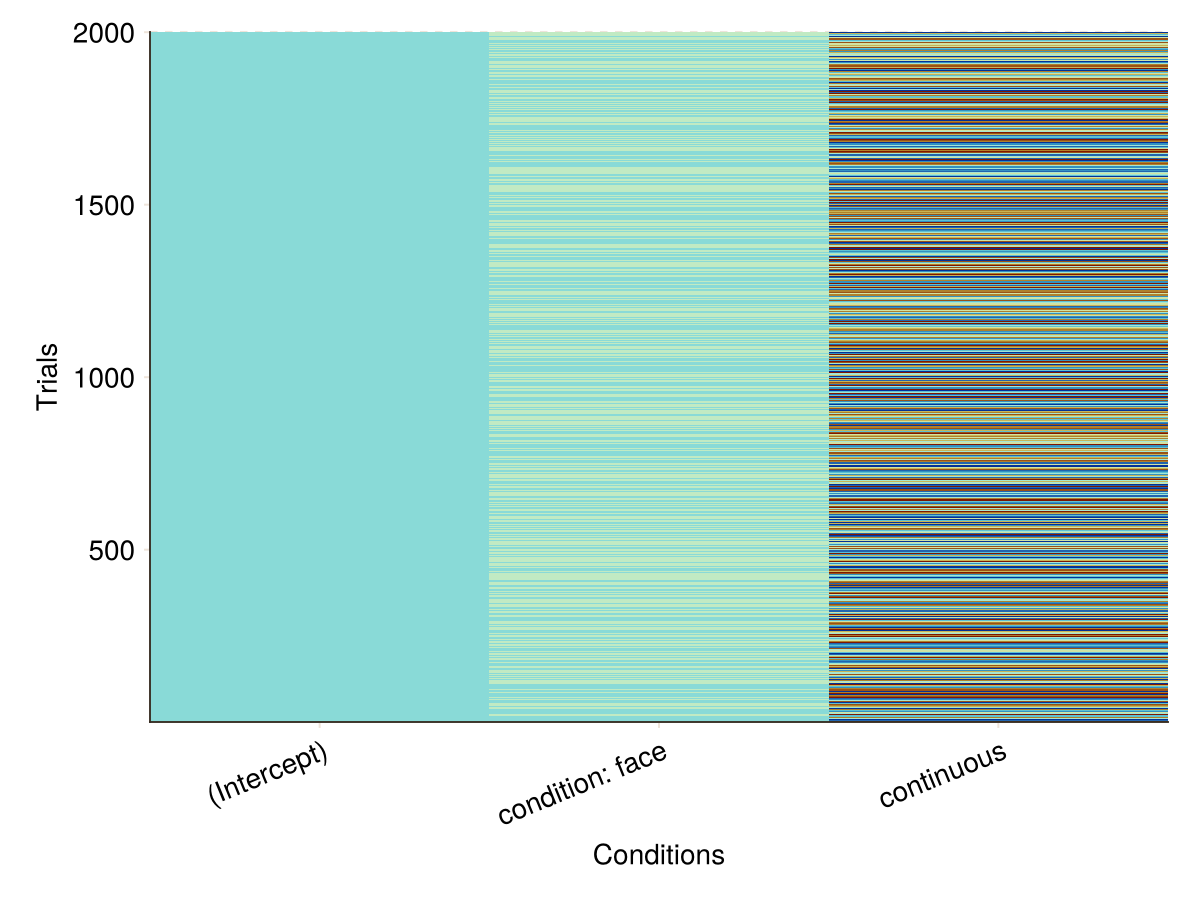 2000
1500
1000
500
Trials
(Intercept)
condition: face
continuous
Conditions